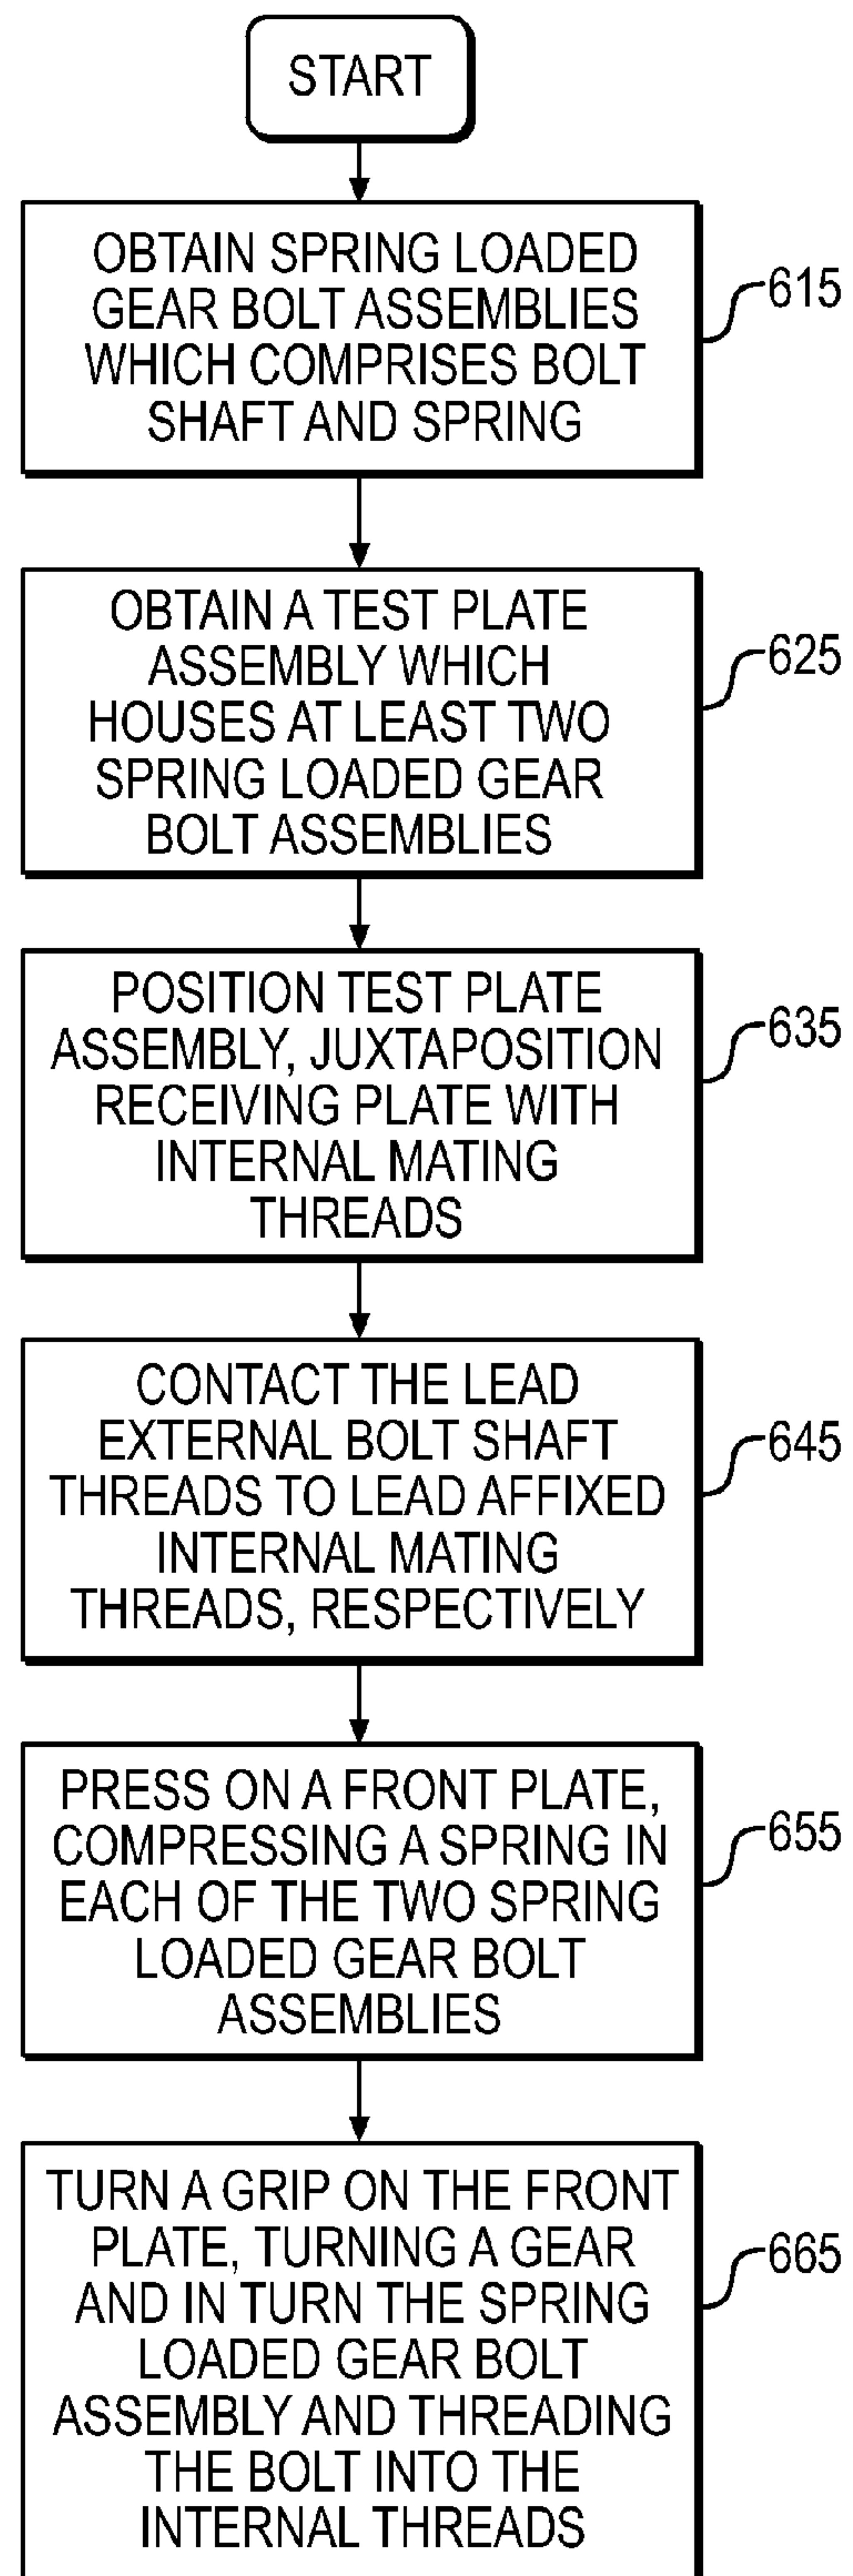 START
OBTAIN SPRING LOADED
GEAR BOLT ASSEMBLIES
WHICH COMPRISES BOLT
SHAFT AND SPRING
615
OBTAIN A TEST PLATE
ASSEMBLY WHICH
HOUSES AT LEAST TWO
SPRING LOADED GEAR
BOLT ASSEMBLIES
625
POSITION TEST PLATE
ASSEMBLY, JUXTAPOSITION
RECEIVING PLATE WITH
INTERNAL MATING
THREADS
635
CONTACT THE LEAD
EXTERNAL BOLT SHAFT
THREADS TO LEAD AFFIXED
INTERNAL MATING
THREADS, RESPECTIVELY
645
PRESS ON A FRONT PLATE,
COMPRESSING A SPRING IN
EACH OF THE TWO SPRING
LOADED GEAR BOLT
ASSEMBLIES
655
TURN A GRIP ON THE FRONT
PLATE, TURNING A GEAR
AND IN TURN THE SPRING
LOADED GEAR BOLT
ASSEMBLY AND THREADING
THE BOLT INTO THE
INTERNAL THREADS
665